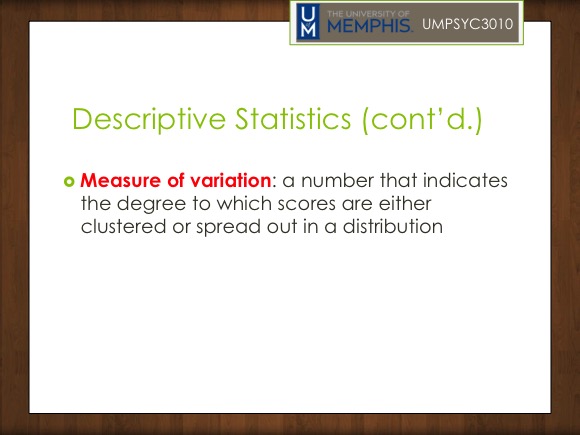 UM
THE UNIVERSITY OF
MEMPHIS.
UMPSYC3010
Descriptive Statistics (cont’d.)
Measure of variation: a number that indicates
the degree to which scores are either
clustered or spread out in a distribution